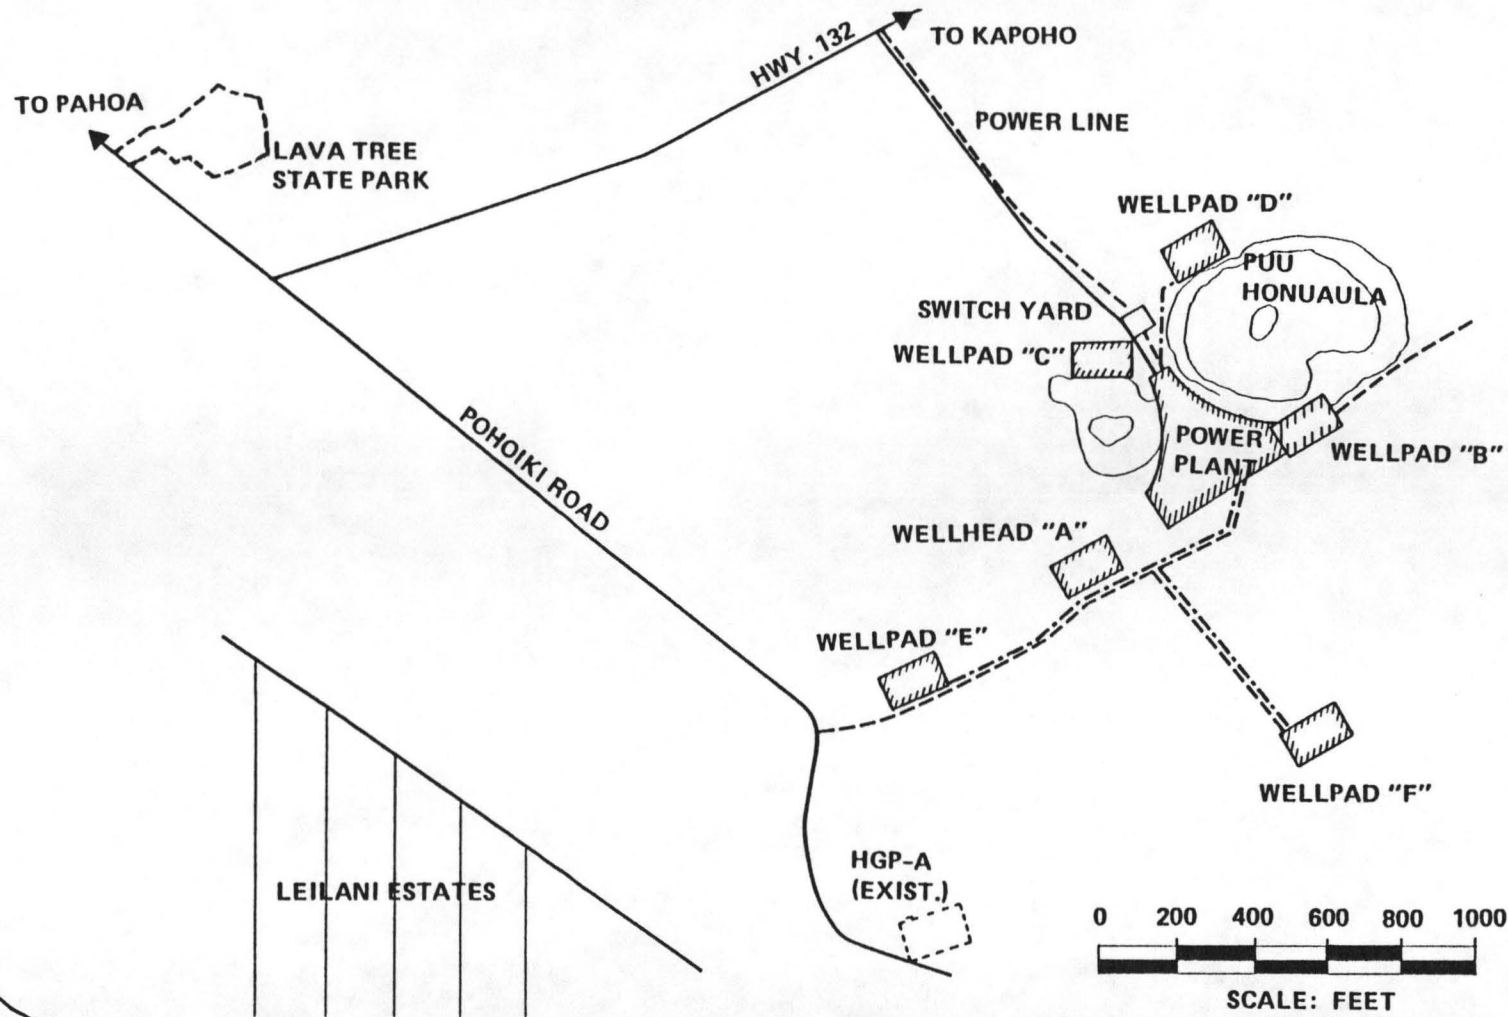 TO KAPOHO
HWY. 132
TO PAHOA
LAVA TREE
STATE PARK
POWER LINE
WELLPAD "D"
PUU
HONUAULA
SWITCH YARD
WELLPAD "C"
POHOIKI ROAD
POWER
PLANT
WELLPAD "B"
WELLHEAD "A"
WELLPAD "E"
WELLPAD "F"
HGP-A
(EXIST.)
LEILANI ESTATES
0 200 400 600 800 1000
SCALE: FEET